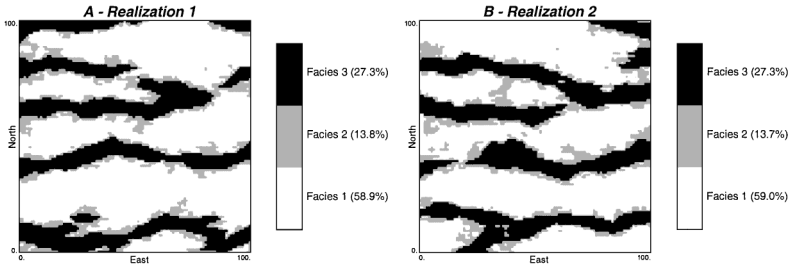 A - Realization 1
100.
North
0.
0.
East
100.
Facies 3 (27.3%)
Facies 2 (13.8%)
Facies 1 (58.9%)
B - Realization 2
100.
North
0.
0.
East
100.
Facies 3 (27.3%)
Facies 2 (13.7%)
Facies 1 (59.0%)